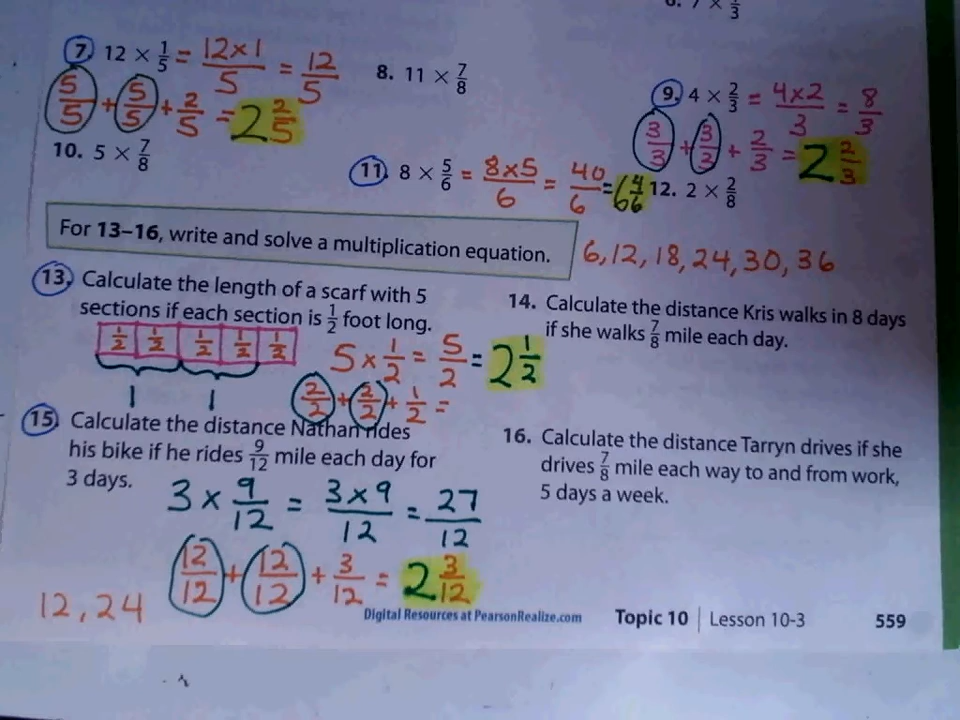 6. 7 × 1/3
7. 12 × 1/5 = 12×1/5 = 12/5
5/5 + 5/5 + 2/5 = 2 2/5
8. 11 × 7/8
9. 4 × 2/3 = 4×2/3 = 8/3
3/3 + 3/3 + 2/3 = 2 2/3
10. 5 × 7/8
11. 8 × 5/6 = 8×5/6 = 40/6 = 6 4/6
12. 2 × 2/8
For 13–16, write and solve a multiplication equation.
6, 12, 18, 24, 30, 36
13. Calculate the length of a scarf with 5
sections if each section is 1/2 foot long.
1/2 1/2 1/2 1/2 1/2
1 1
5 × 1/2 = 5/2 = 2 1/2
2/2 + 2/2 + 1/2 =
14. Calculate the distance Kris walks in 8 days
if she walks 7/8 mile each day.
15. Calculate the distance Nathan rides
his bike if he rides 9/12 mile each day for
3 days.
3 × 9/12 = 3×9/12 = 27/12
12/12 + 12/12 + 3/12 = 2 3/12
12, 24
16. Calculate the distance Tarryn drives if she
drives 7/8 mile each way to and from work,
5 days a week.
Digital Resources at PearsonRealize.com
Topic 10 | Lesson 10-3 559